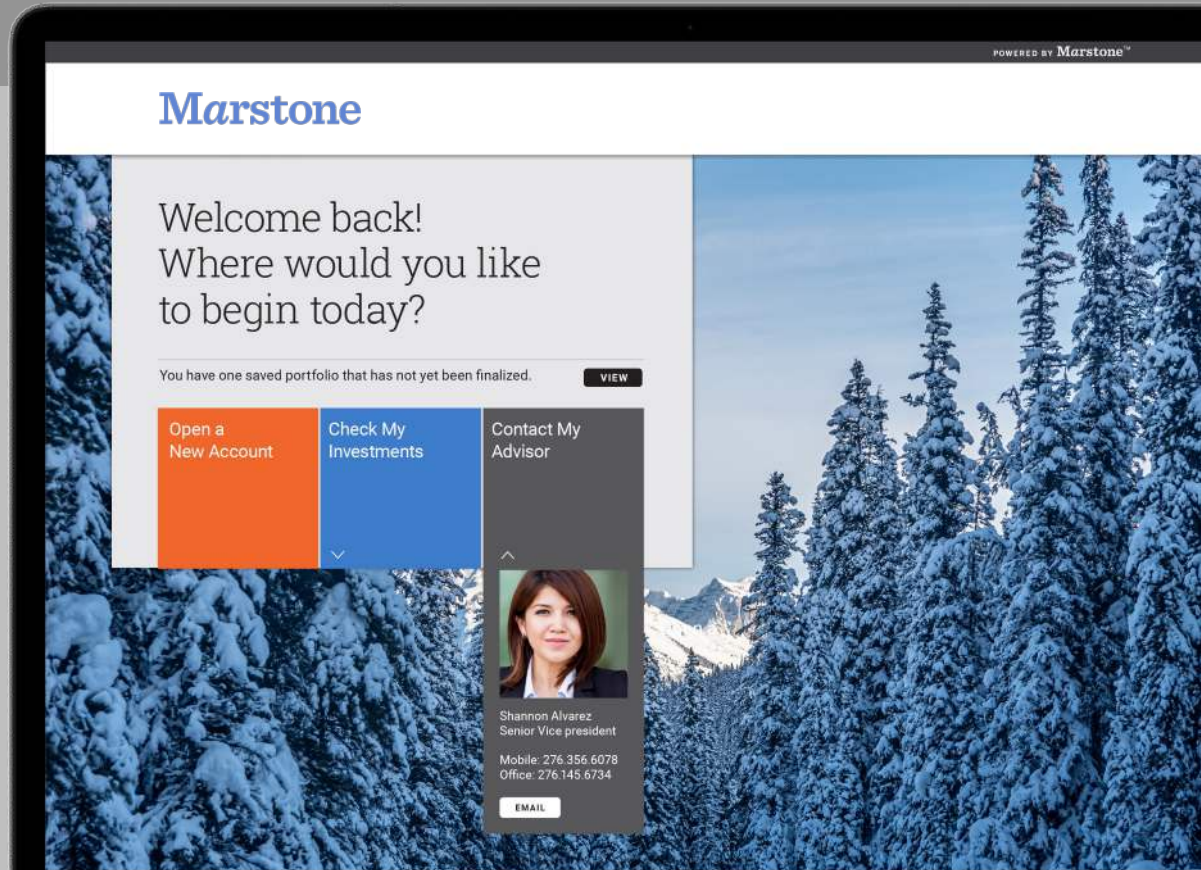 POWERED BY Marstone™
Marstone
Welcome back!
Where would you like
to begin today?
You have one saved portfolio that has not yet been finalized.
VIEW
Open a
New Account
Check My
Investments
Contact My
Advisor
Shannon Alvarez
Senior Vice president
Mobile: 276.356.6078
Office: 276.145.6734
EMAIL